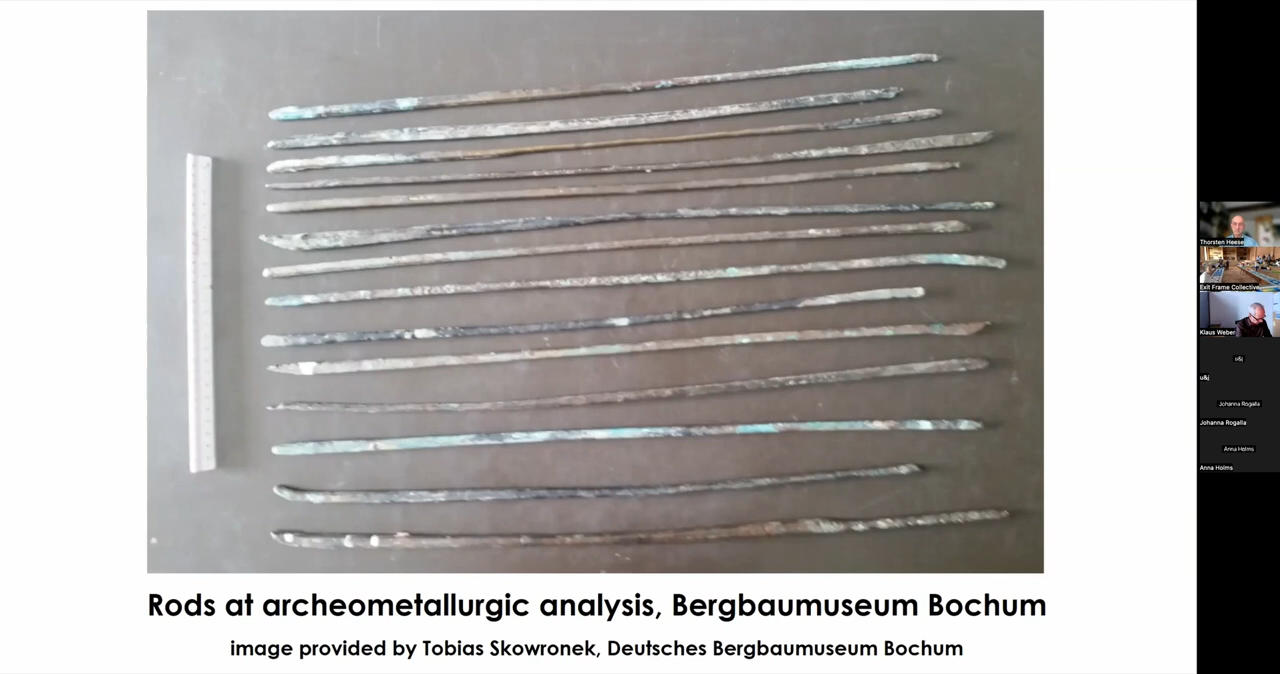 Rods at archeometallurgic analysis, Bergbaumuseum Bochum
image provided by Tobias Skowronek, Deutsches Bergbaumuseum Bochum
Thorsten Heese
Exit Frame Collective
Klaus Weber
u&j
u&j
Johanna Rogalla
Johanna Rogalla
Anna Holms
Anna Holms